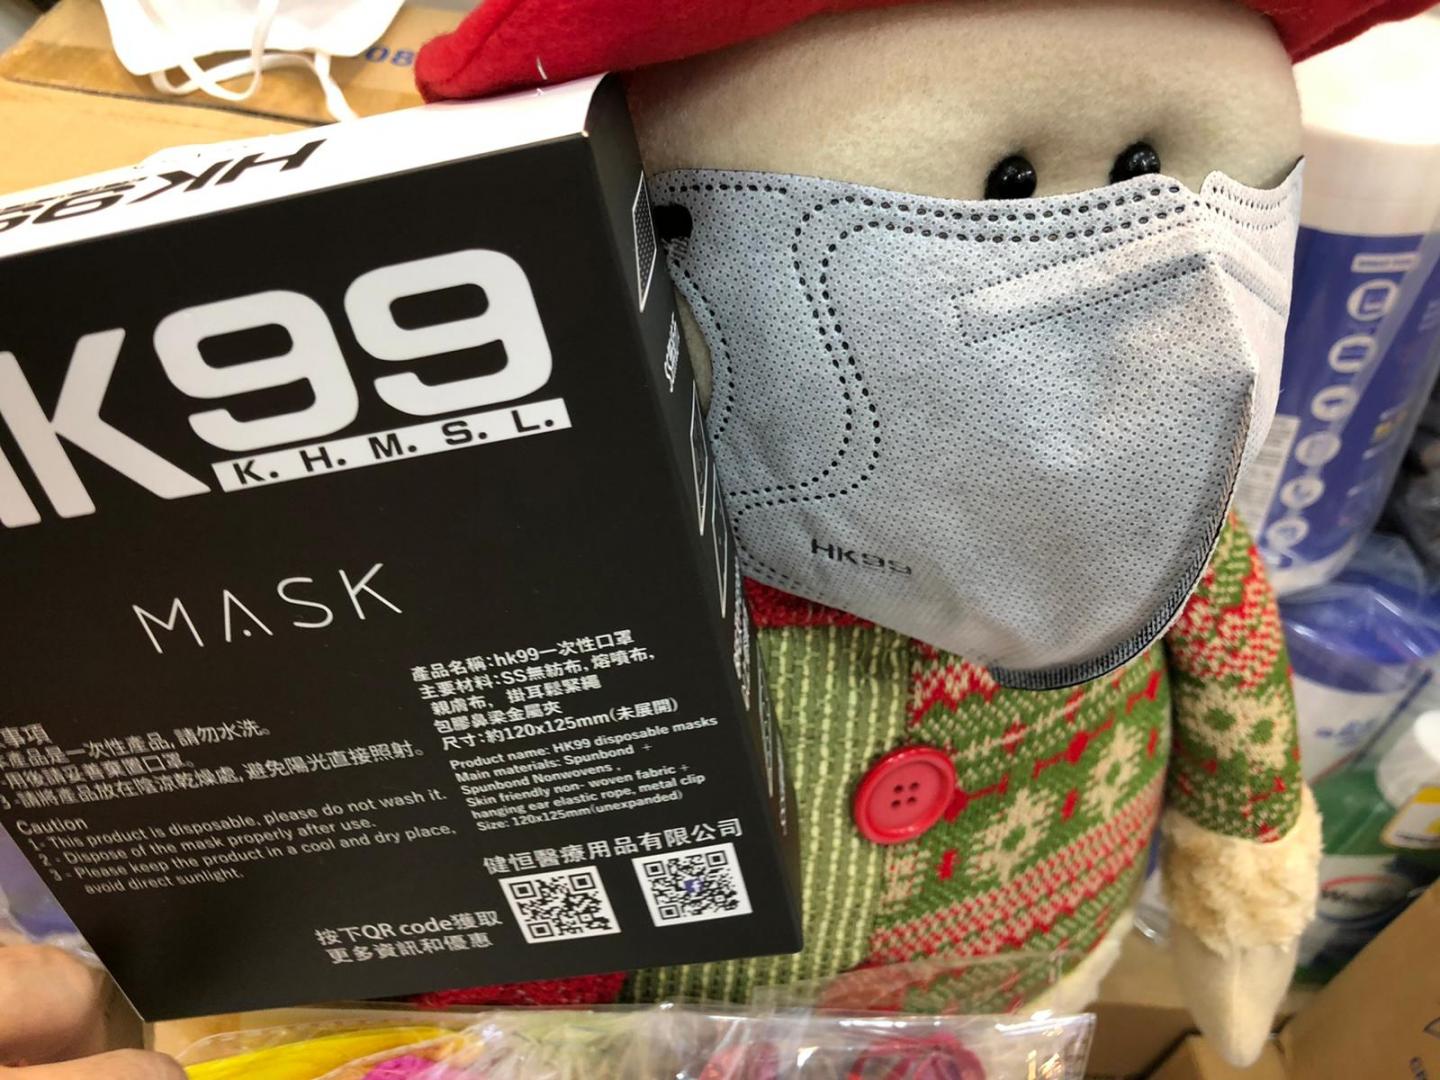 08
HK99
HK99
K. H. M. S. L.
MASK
產品名稱：hk99一次性口罩
主要材料：SS無紡布，熔噴布，
親膚布，掛耳鬆緊繩
包膠鼻梁金屬夾
尺寸：約120x125mm(未展開)
Product name: HK99 disposable masks
Main materials: Spunbond +
Spunbond Nonwovens，
Skin friendly non-woven fabric +
hanging ear elastic rope, metal clip
Size: 120x125mm(unexpanded)
事項
產品是一次性產品，請勿水洗。
用後請妥善棄置口罩。
3 - 請將產品放在陰涼乾燥處，避免陽光直接照射。
Caution
1 - This product is disposable, please do not wash it.
2 - Dispose of the mask properly after use.
3 - Please keep the product in a cool and dry place,
avoid direct sunlight.
健恒醫療用品有限公司
按下QR code獲取
更多資訊和優惠
HK99